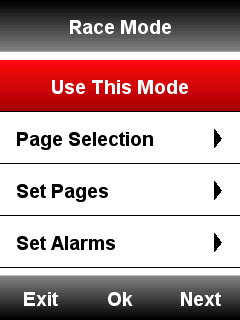 Race Mode
Use This Mode
Page Selection
Set Pages
Set Alarms
Exit Ok Next